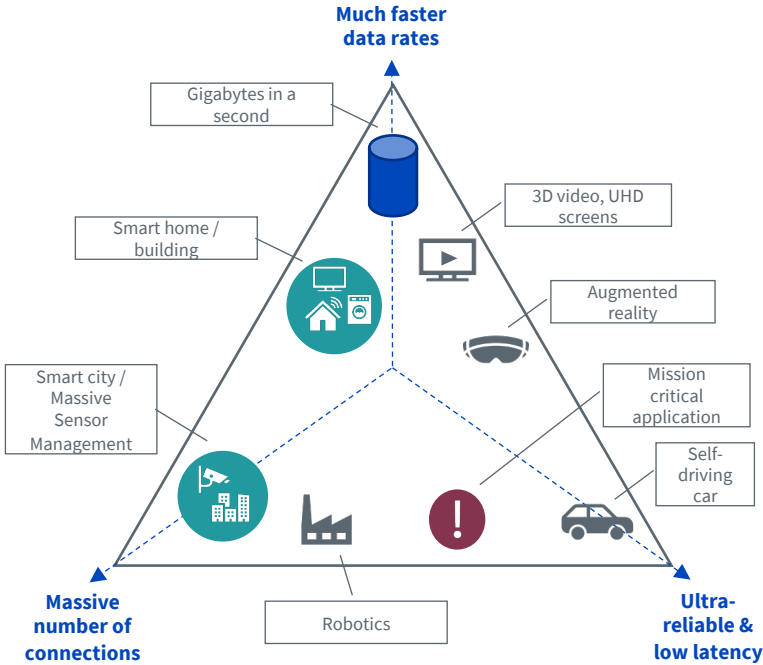 Much faster
data rates
Gigabytes in a
second
3D video, UHD
screens
Smart home /
building
Augmented
reality
Smart city /
Massive
Sensor
Management
Mission
critical
application
Self-
driving
car
Robotics
Massive
number of
connections
Ultra-
reliable &
low latency